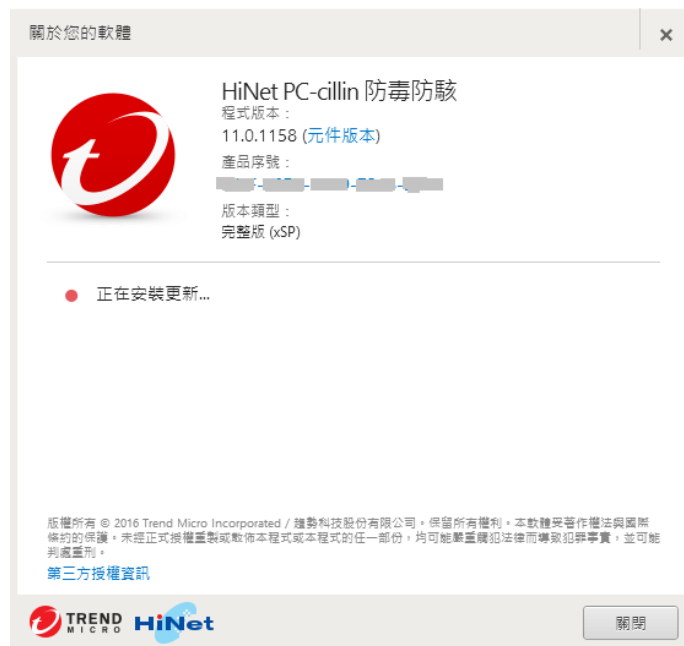 關於您的軟體
HiNet PC-cillin 防毒防駭
程式版本：
11.0.1158 (元件版本)
產品序號：
版本類型：
完整版 (xSP)
正在安裝更新...
版權所有 © 2016 Trend Micro Incorporated / 趨勢科技股份有限公司。保留所有權利。本軟體受著作權法與國際
條約的保護。未經正式授權重製或散佈本程式或本程式的任一部份，均可能嚴重觸犯法律而導致犯罪事實，並可能
判處重刑。
第三方授權資訊
TREND MICRO HiNet
關閉